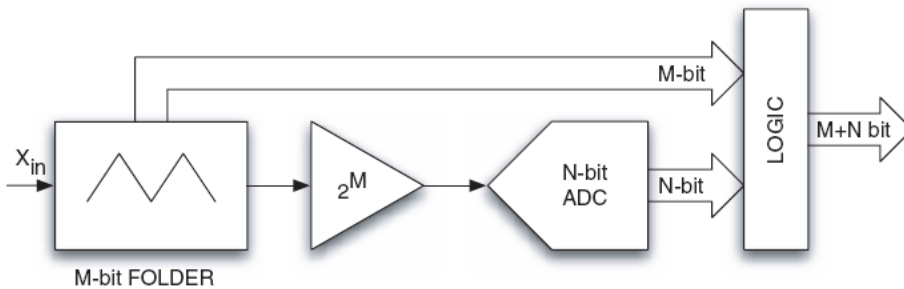 M-bit
X_in
2^M
N-bit
ADC
N-bit
LOGIC
M+N bit
M-bit FOLDER